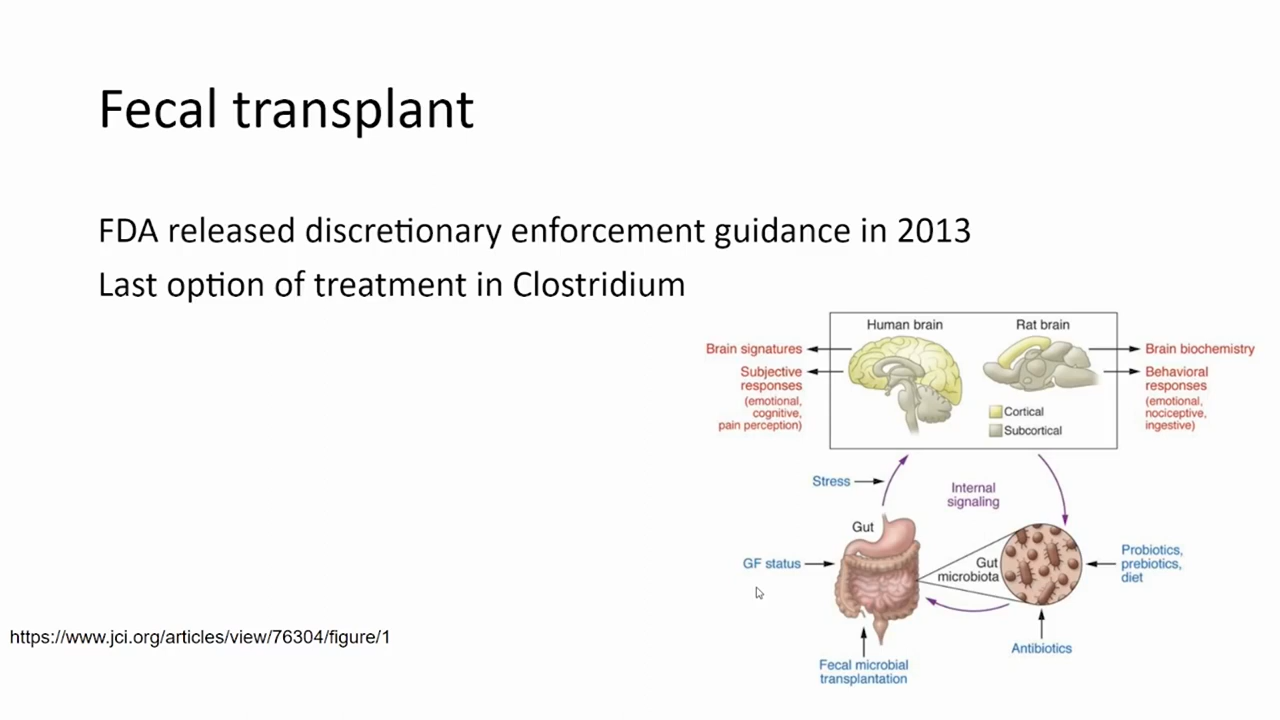 Fecal transplant
FDA released discretionary enforcement guidance in 2013
Last option of treatment in Clostridium
Human brain
Rat brain
Brain signatures
Subjective
responses
(emotional,
cognitive,
pain perception)
Brain biochemistry
Behavioral
responses
(emotional,
nociceptive,
ingestive)
Cortical
Subcortical
Stress
Internal
signaling
Gut
GF status
Gut
microbiota
Probiotics,
prebiotics,
diet
https://www.jci.org/articles/view/76304/figure/1
Antibiotics
Fecal microbial
transplantation